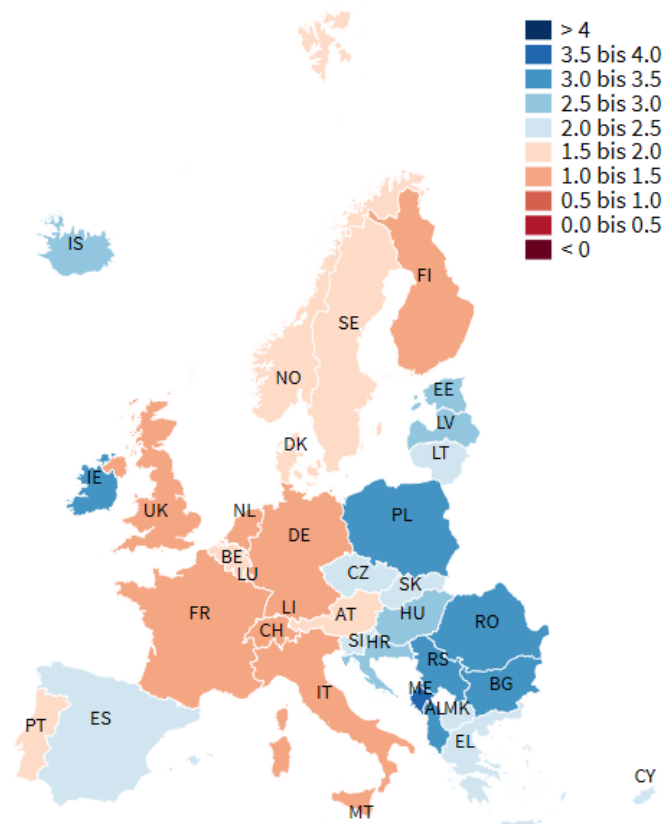 > 4
3.5 bis 4.0
3.0 bis 3.5
2.5 bis 3.0
2.0 bis 2.5
1.5 bis 2.0
1.0 bis 1.5
0.5 bis 1.0
0.0 bis 0.5
< 0
IS
FI
SE
NO
EE
LV
DK
LT
IE
UK
NL
PL
DE
BE
LU
CZ
SK
FR
LI
AT
HU
CH
RO
SI
HR
RS
IT
ME
BG
PT
ES
AL
MK
EL
CY
MT